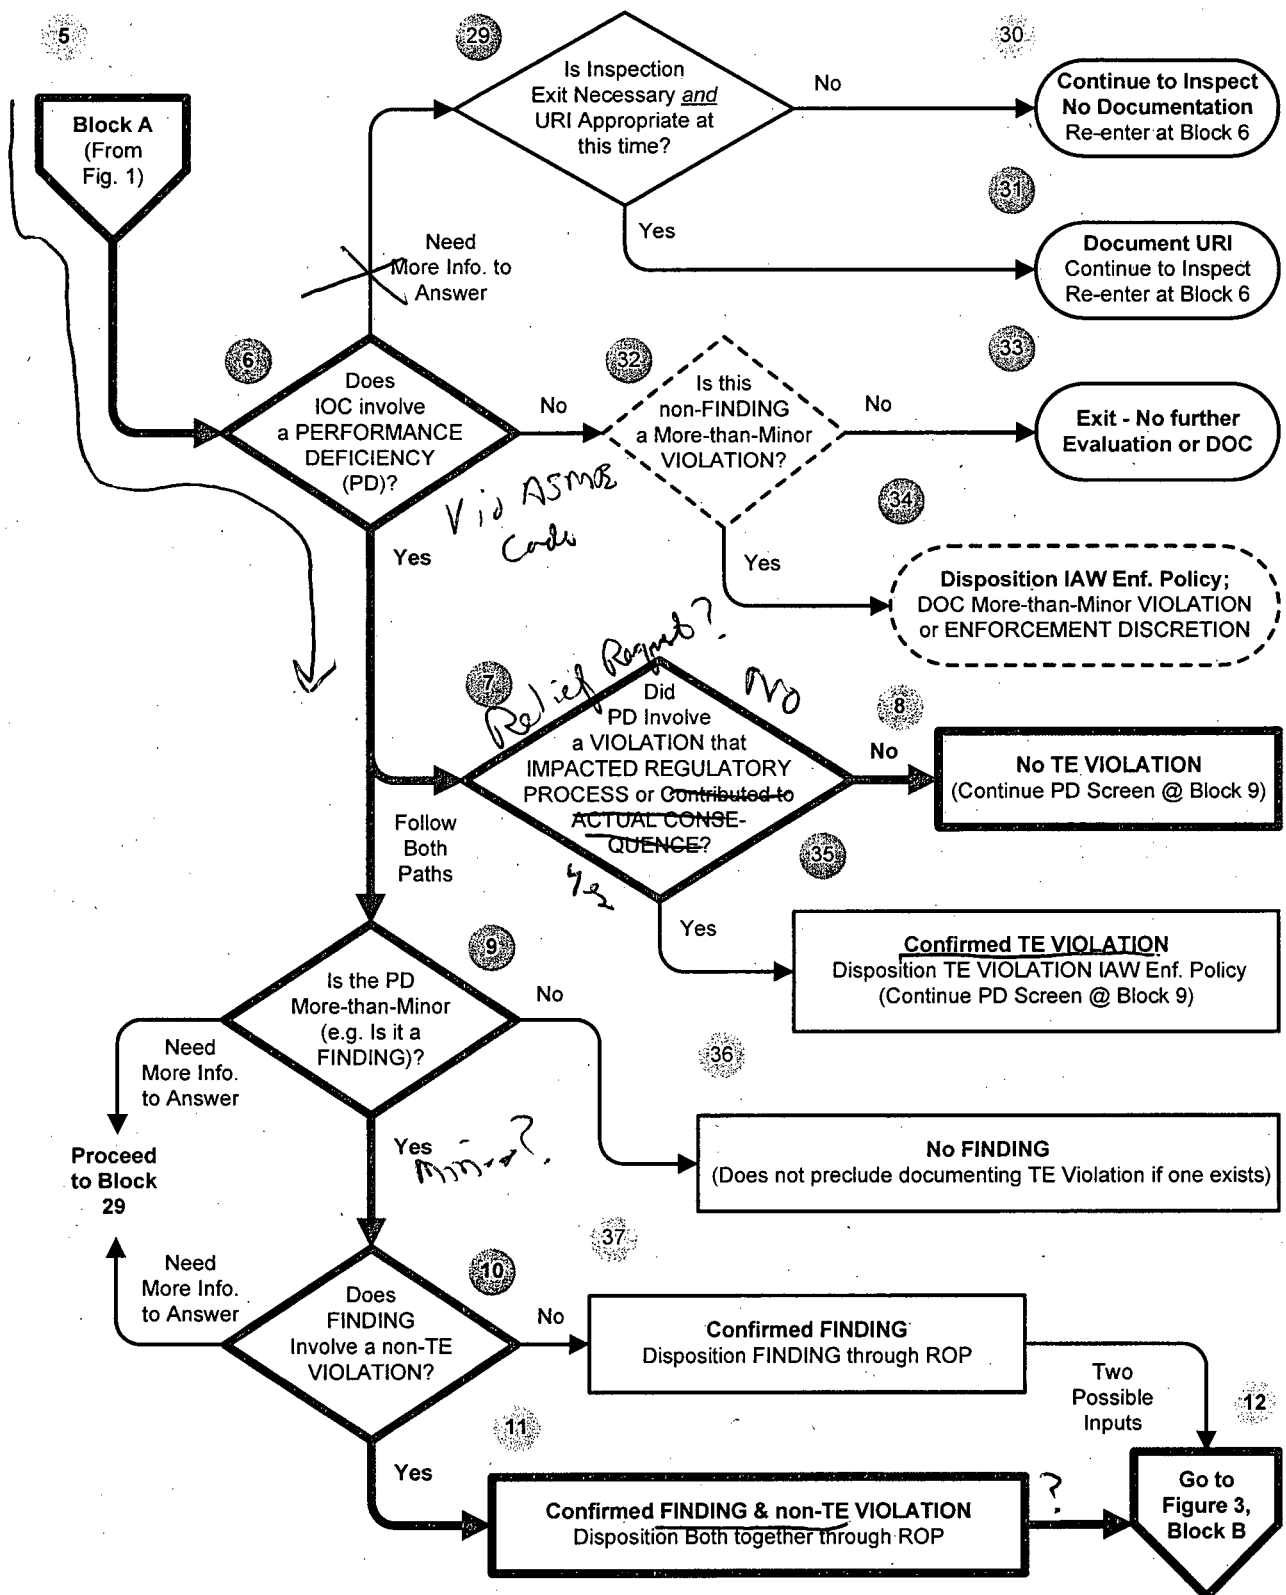 5
Block A
(From
Fig. 1)
29
Is Inspection
Exit Necessary and
URI Appropriate at
this time?
No
30
Continue to Inspect
No Documentation
Re-enter at Block 6
Yes
31
Document URI
Continue to Inspect
Re-enter at Block 6
Need
More Info. to
Answer
6
Does
IOC involve
a PERFORMANCE
DEFICIENCY
(PD)?
No
32
Is this
non-FINDING
a More-than-Minor
VIOLATION?
No
33
Exit - No further
Evaluation or DOC
Yes
34
Disposition IAW Enf. Policy;
DOC More-than-Minor VIOLATION
or ENFORCEMENT DISCRETION
Yes
Vio ASME
Code
Relief Request?
7
Did
PD Involve
a VIOLATION that
IMPACTED REGULATORY
PROCESS or Contributed to
ACTUAL CONSE-
QUENCE?
NO
No
8
No TE VIOLATION
(Continue PD Screen @ Block 9)
Yes
Yes
35
Confirmed TE VIOLATION
Disposition TE VIOLATION IAW Enf. Policy
(Continue PD Screen @ Block 9)
Follow
Both
Paths
9
Is the PD
More-than-Minor
(e.g. Is it a
FINDING)?
No
36
No FINDING
(Does not preclude documenting TE Violation if one exists)
Need
More Info.
to Answer
Proceed
to Block
29
Yes
Minor?
Need
More Info.
to Answer
10
Does
FINDING
Involve a non-TE
VIOLATION?
No
37
Confirmed FINDING
Disposition FINDING through ROP
Two
Possible
Inputs
Yes
11
Confirmed FINDING & non-TE VIOLATION
Disposition Both together through ROP
?
12
Go to
Figure 3,
Block B